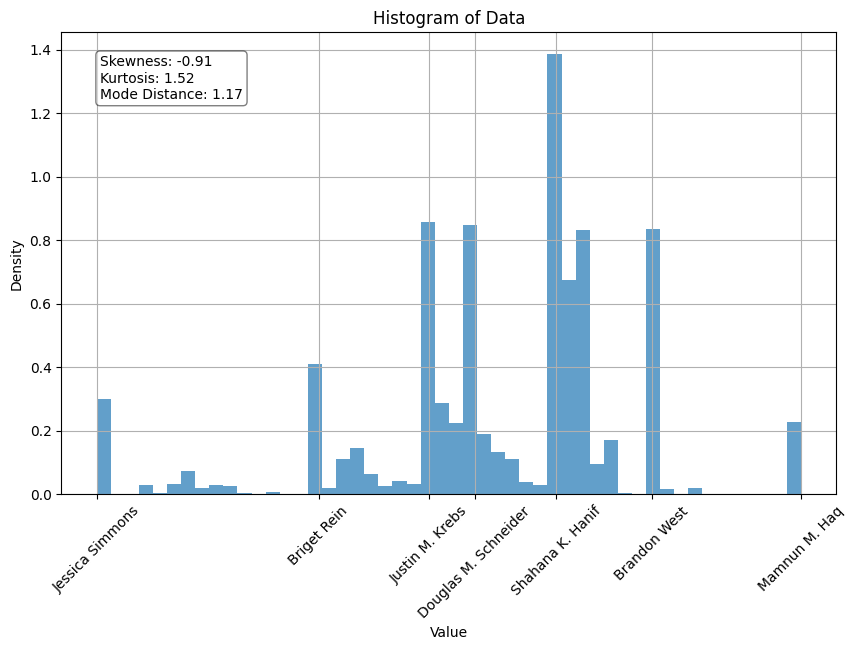 Histogram of Data
Skewness: -0.91
Kurtosis: 1.52
Mode Distance: 1.17
Density
1.4
1.2
1.0
0.8
0.6
0.4
0.2
0.0
Jessica Simmons
Briget Rein
Justin M. Krebs
Douglas M. Schneider
Shahana K. Hanif
Brandon West
Mamnun M. Haq
Value